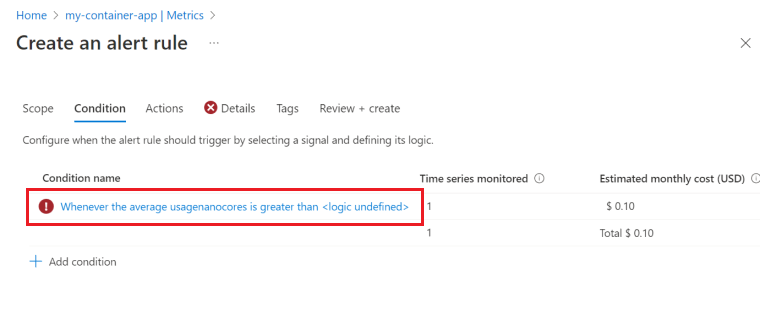 Home > my-container-app | Metrics >
Create an alert rule ...
Scope Condition Actions Details Tags Review + create
Configure when the alert rule should trigger by selecting a signal and defining its logic.
Condition name Time series monitored Estimated monthly cost (USD)
Whenever the average usagenanocores is greater than <logic undefined> 1 $ 0.10
1 Total $ 0.10
+ Add condition